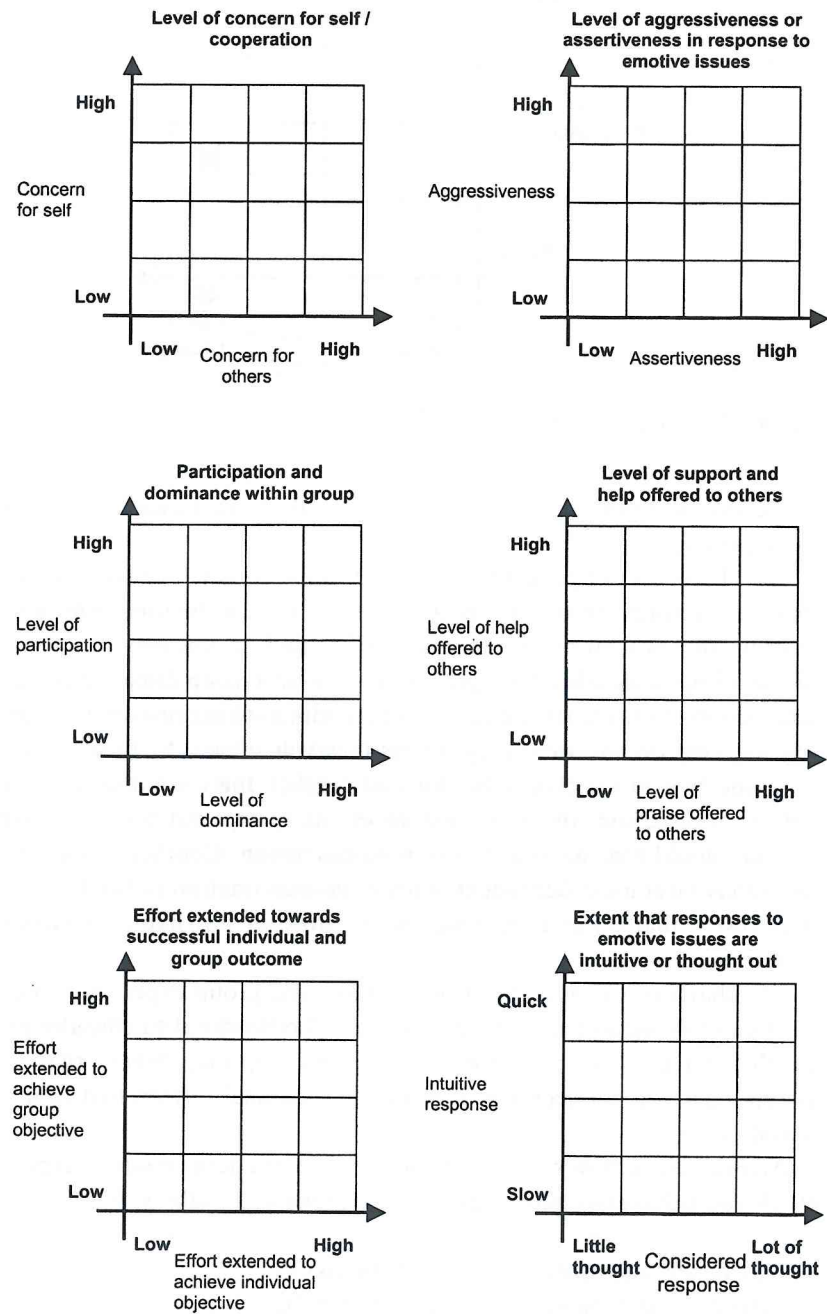 Level of concern for self /
cooperation
High
Concern
for self
Low
Low
High
Concern for
others
Level of aggressiveness or
assertiveness in response to
emotive issues
High
Aggressiveness
Low
Low
High
Assertiveness
Participation and
dominance within group
High
Level of
participation
Low
Low
High
Level of
dominance
Level of support and
help offered to others
High
Level of help
offered to
others
Low
Low
High
Level of
praise offered
to others
Effort extended towards
successful individual and
group outcome
High
Effort
extended to
achieve
group
objective
Low
Low
High
Effort extended to
achieve individual
objective
Extent that responses to
emotive issues are
intuitive or thought out
Quick
Intuitive
response
Slow
Little
thought
Considered
response
Lot of
thought